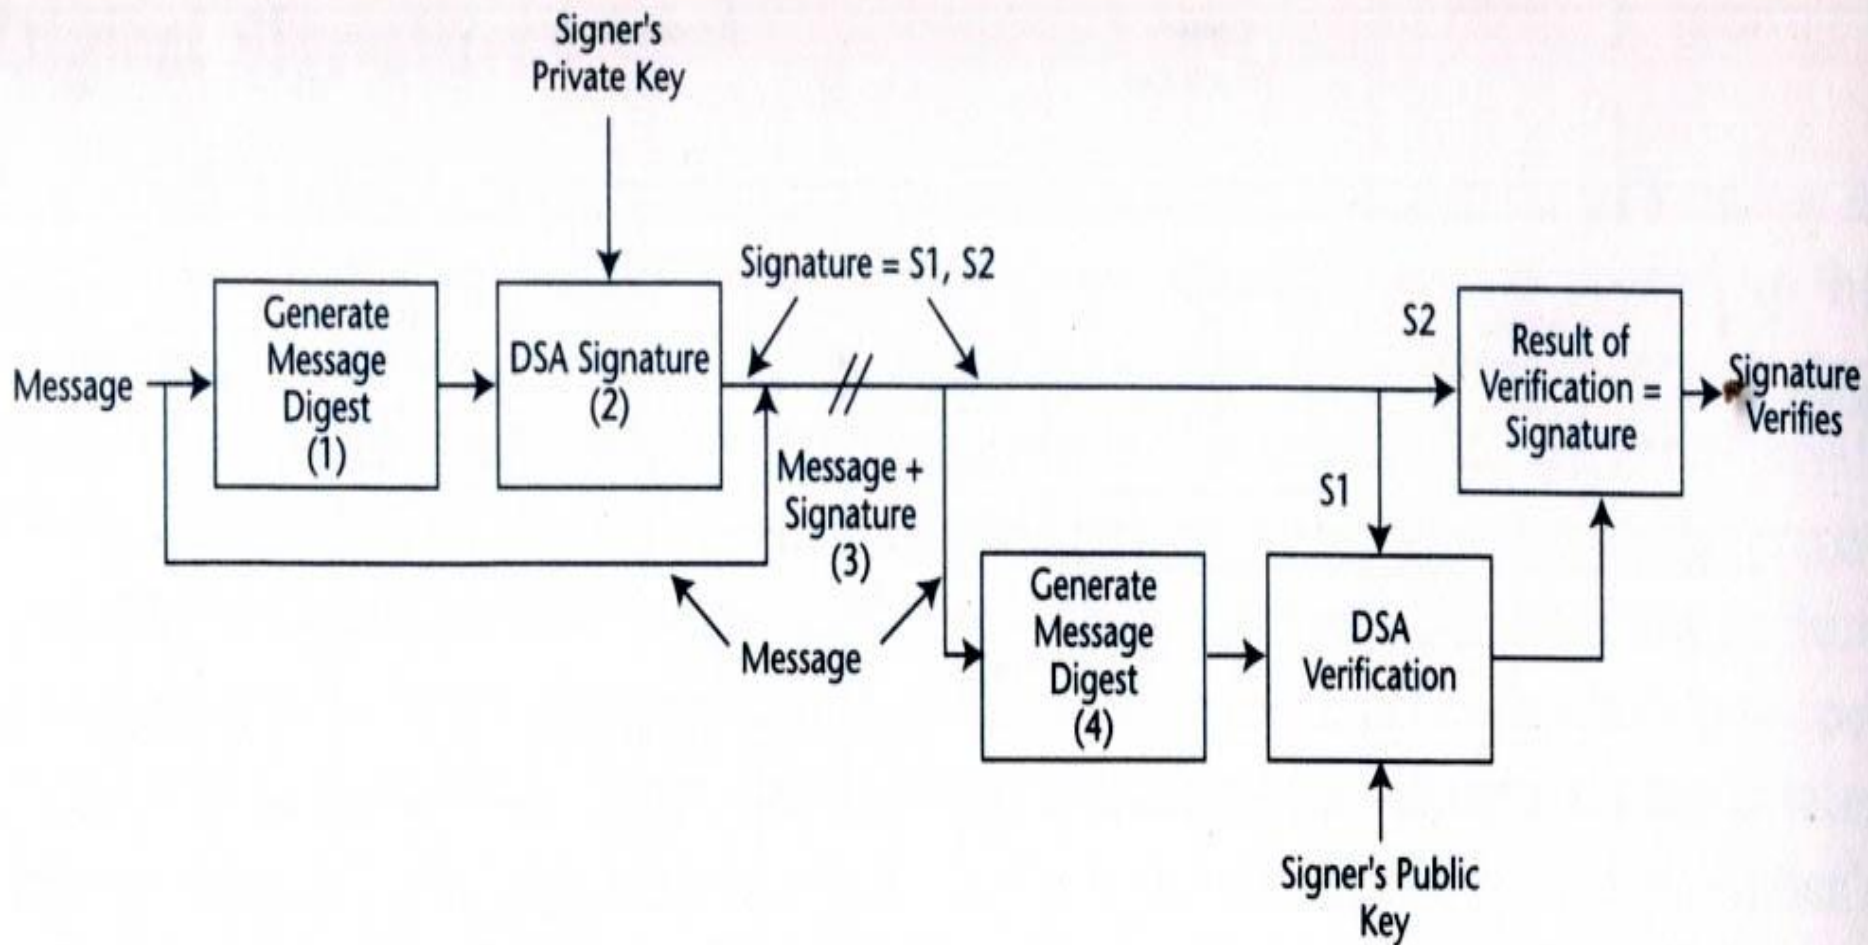 Signer's
Private Key
Signature = S1, S2
Message
Generate
Message
Digest
(1)
DSA Signature
(2)
Message +
Signature
(3)
Message
S2
Result of
Verification =
Signature
Signature
Verifies
S1
Generate
Message
Digest
(4)
DSA
Verification
Signer's Public
Key